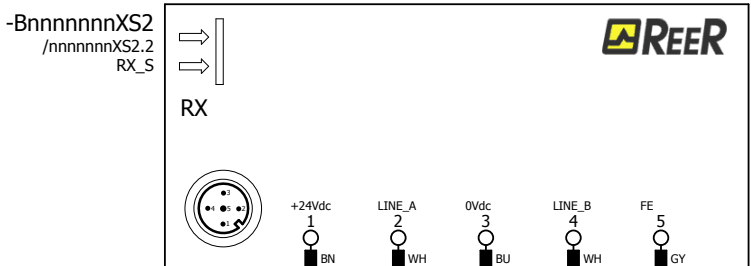 -BnnnnnnnXS2
/nnnnnnnXS2.2
RX_S
REER
RX
3
4 5 2
1
+24Vdc LINE_A 0Vdc LINE_B FE
1 2 3 4 5
BN WH BU WH GY